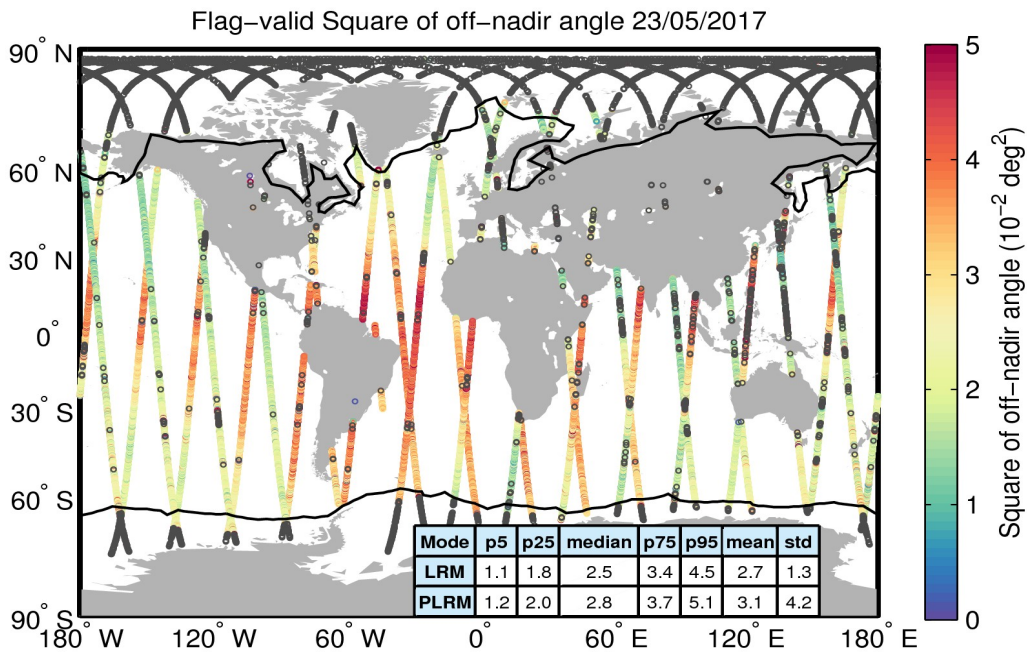 Flag-valid Square of off-nadir angle 23/05/2017
90° N
60° N
30° N
0°
30° S
60° S
90° S
180° W
120° W
60° W
0°
60° E
120° E
180° E
Mode p5 p25 median p75 p95 mean std
LRM 1.1 1.8 2.5 3.4 4.5 2.7 1.3
PLRM 1.2 2.0 2.8 3.7 5.1 3.1 4.2
5
4
3
2
1
0
Square of off-nadir angle (10⁻² deg²)